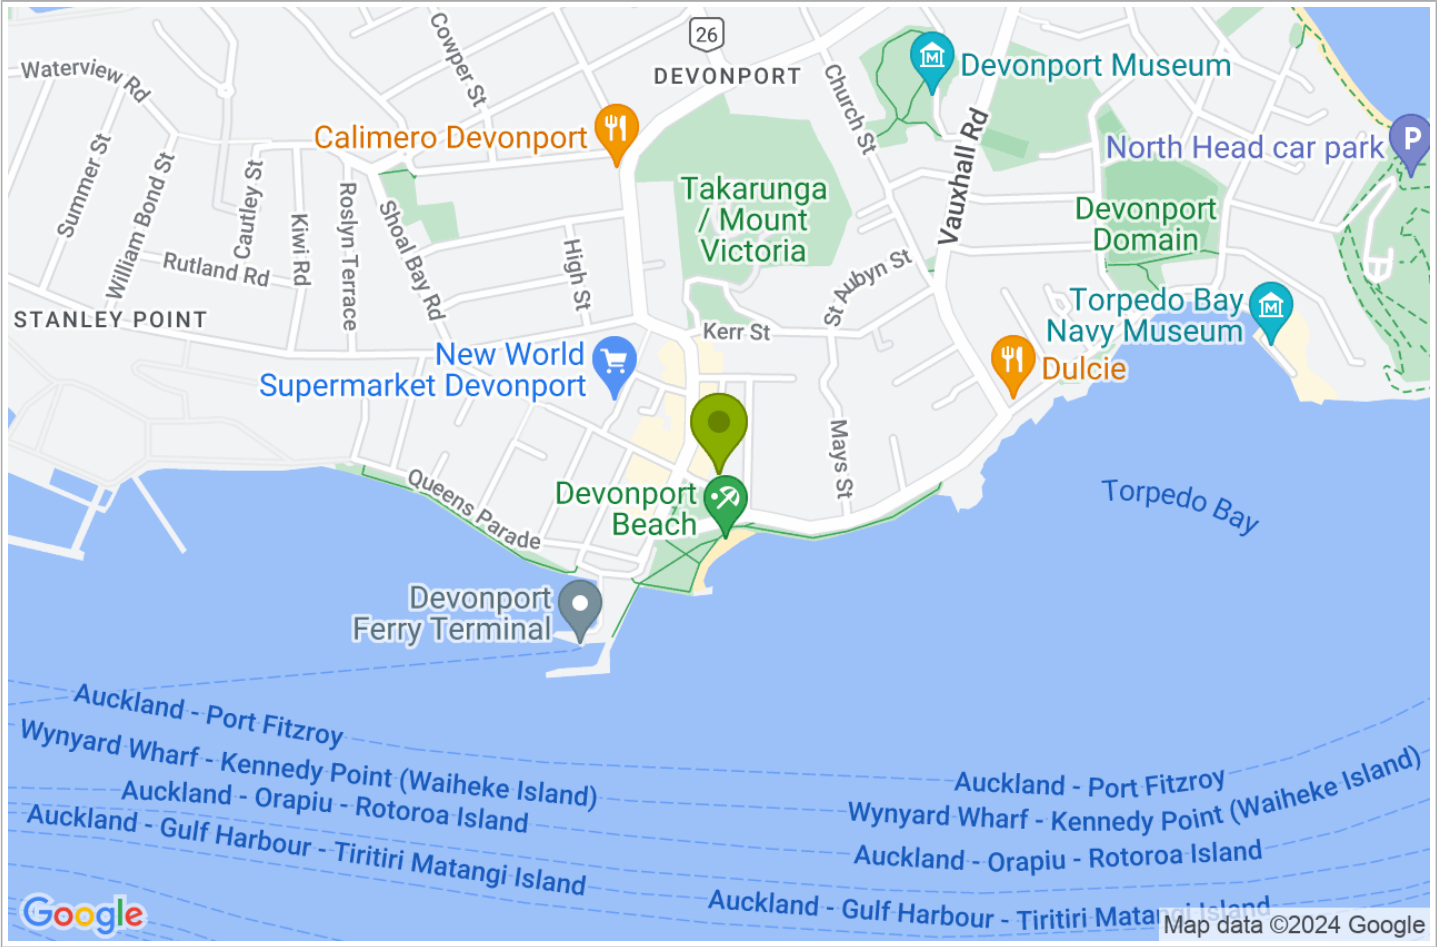 Cowper St
26
DEVONPORT
Waterview Rd
Church St
Devonport Museum
Calimero Devonport
Vauxhall Rd
North Head car park
P
Summer St
William Bond St
Cautley St
Kiwi Rd
Roslyn Terrace
Shoal Bay Rd
Takarunga
/ Mount
Victoria
Devonport
Domain
Rutland Rd
High St
St Aubyn St
STANLEY POINT
Kerr St
Torpedo Bay
Navy Museum
New World
Supermarket Devonport
Dulcie
Mays St
Queens Parade
Devonport
Beach
Torpedo Bay
Devonport
Ferry Terminal
Auckland - Port Fitzroy
Wynyard Wharf - Kennedy Point (Waiheke Island)
Auckland - Orapiu - Rotoroa Island
Auckland - Gulf Harbour - Tiritiri Matangi Island
Auckland - Port Fitzroy
Wynyard Wharf - Kennedy Point (Waiheke Island)
Auckland - Orapiu - Rotoroa Island
Auckland - Gulf Harbour - Tiritiri Matangi Island
Google
Map data ©2024 Google